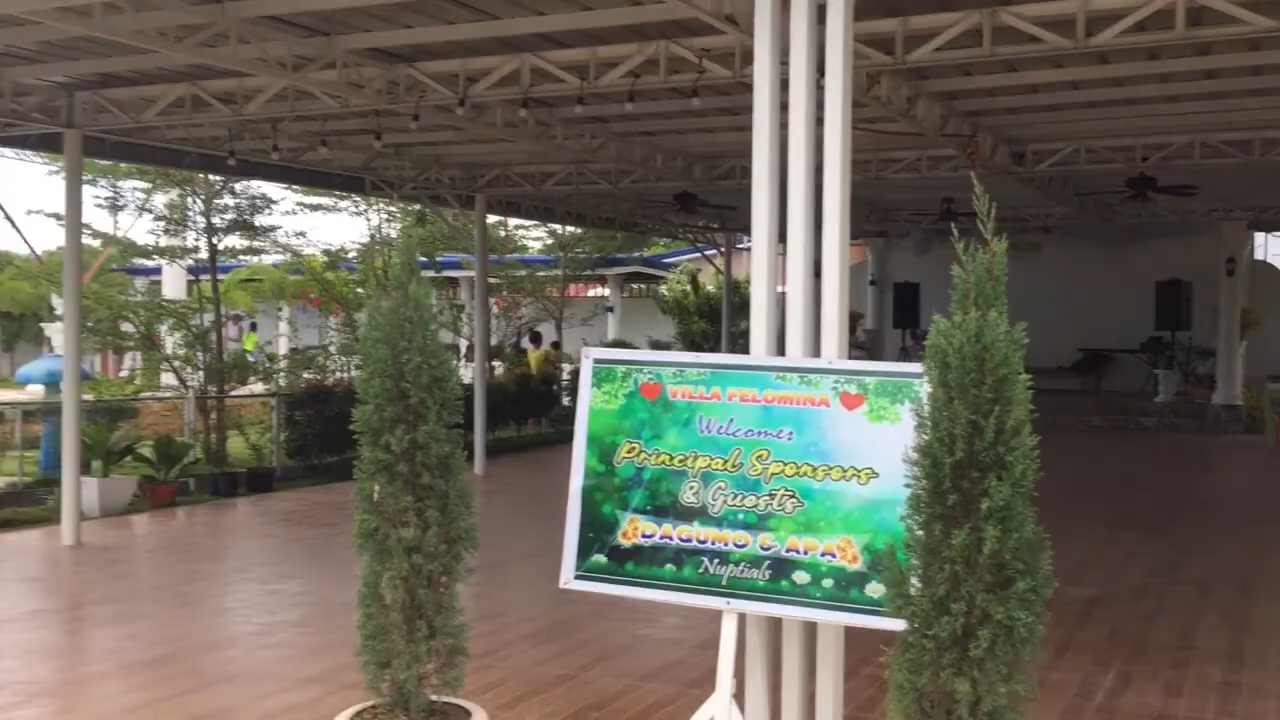 VILLA FELOMINA
Welcomes
Principal Sponsors
& Guests
DAGUMO & APA
Nuptials